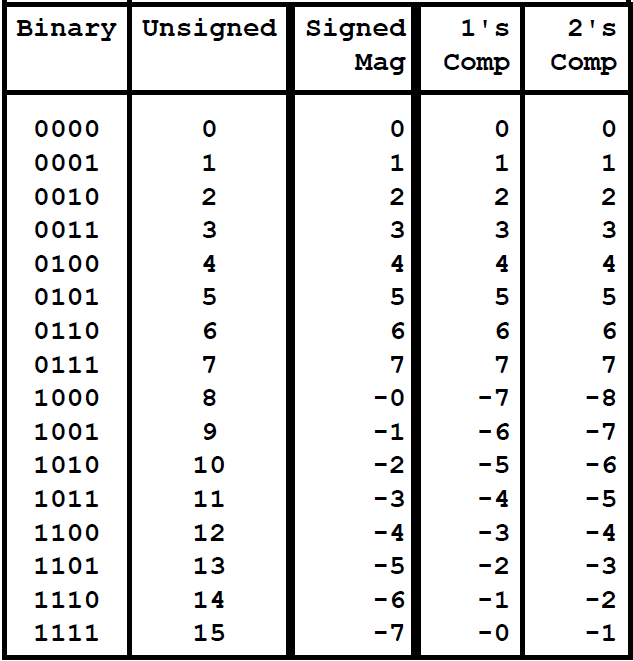 Binary Unsigned Signed Mag 1's Comp 2's Comp
0000 0 0 0 0
0001 1 1 1 1
0010 2 2 2 2
0011 3 3 3 3
0100 4 4 4 4
0101 5 5 5 5
0110 6 6 6 6
0111 7 7 7 7
1000 8 -0 -7 -8
1001 9 -1 -6 -7
1010 10 -2 -5 -6
1011 11 -3 -4 -5
1100 12 -4 -3 -4
1101 13 -5 -2 -3
1110 14 -6 -1 -2
1111 15 -7 -0 -1